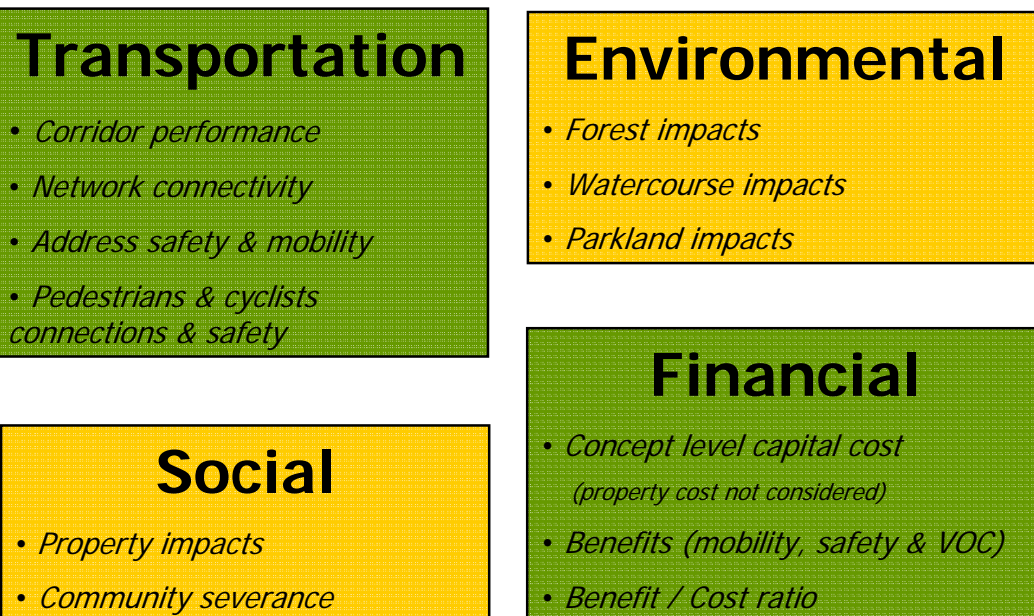 Transportation
• Corridor performance
• Network connectivity
• Address safety & mobility
• Pedestrians & cyclists
connections & safety
Environmental
• Forest impacts
• Watercourse impacts
• Parkland impacts
Social
• Property impacts
• Community severance
Financial
• Concept level capital cost
(property cost not considered)
• Benefits (mobility, safety & VOC)
• Benefit / Cost ratio